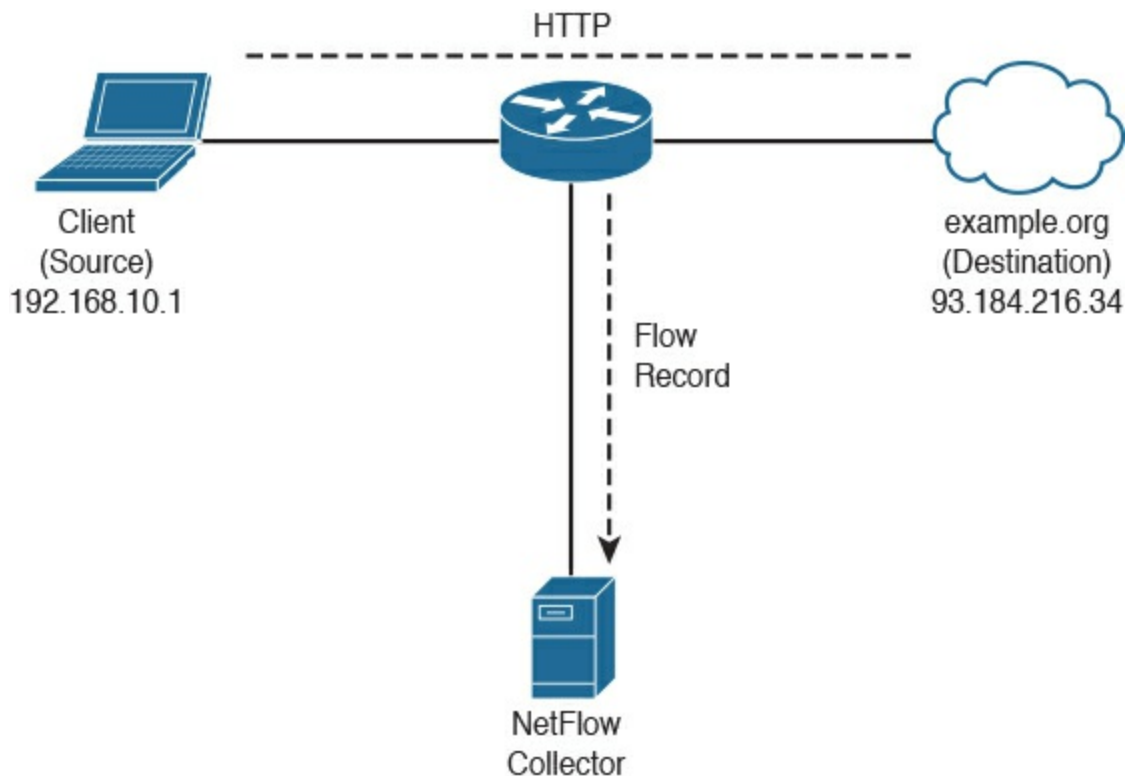 HTTP
Client
(Source)
192.168.10.1
example.org
(Destination)
93.184.216.34
Flow
Record
NetFlow
Collector